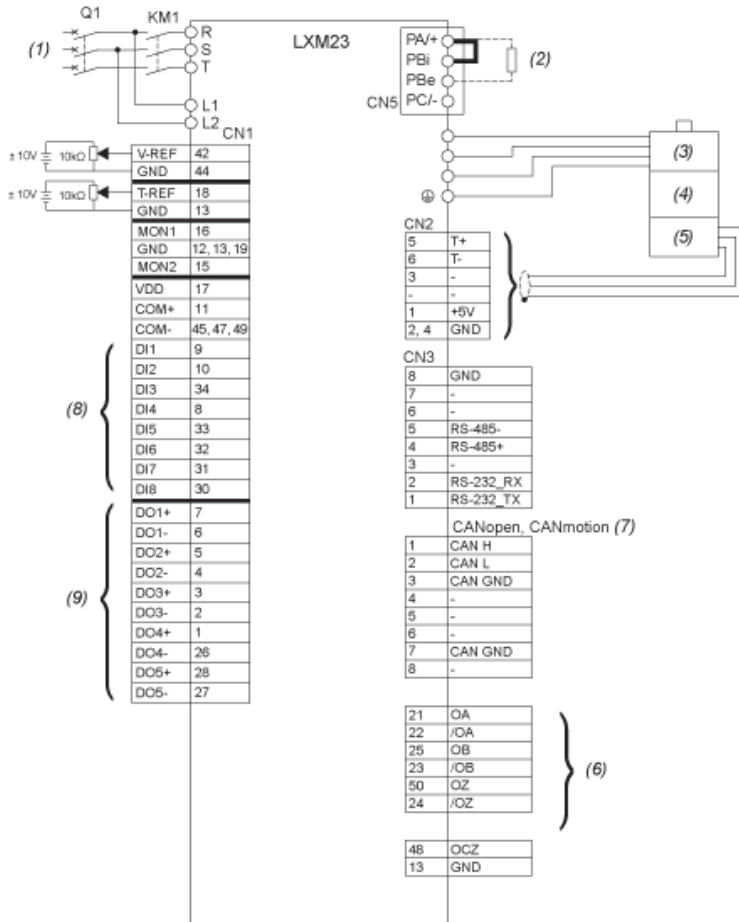 Q1 KM1
(1)
R
S
T
L1
L2
LXM23
PA/+
PBi
PBe
CN5 PC/-
(2)
(3)
(4)
(5)
CN1
± 10V 10kΩ
V-REF 42
GND 44
± 10V 10kΩ
T-REF 18
GND 13
MON1 16
GND 12, 13, 19
MON2 15
VDD 17
COM+ 11
COM- 45, 47, 49
(8)
DI1 9
DI2 10
DI3 34
DI4 8
DI5 33
DI6 32
DI7 31
DI8 30
(9)
DO1+ 7
DO1- 6
DO2+ 5
DO2- 4
DO3+ 3
DO3- 2
DO4+ 1
DO4- 26
DO5+ 28
DO5- 27
CN2
5 T+
6 T-
3 -
- -
1 +5V
2, 4 GND
CN3
8 GND
7 -
6 -
5 RS-485-
4 RS-485+
3 -
2 RS-232_RX
1 RS-232_TX
CANopen, CANmotion (7)
1 CAN H
2 CAN L
3 CAN GND
4 -
5 -
6 -
7 CAN GND
8 -
21 OA
22 /OA
25 OB
23 /OB
50 OZ
24 /OZ
(6)
48 OCZ
13 GND